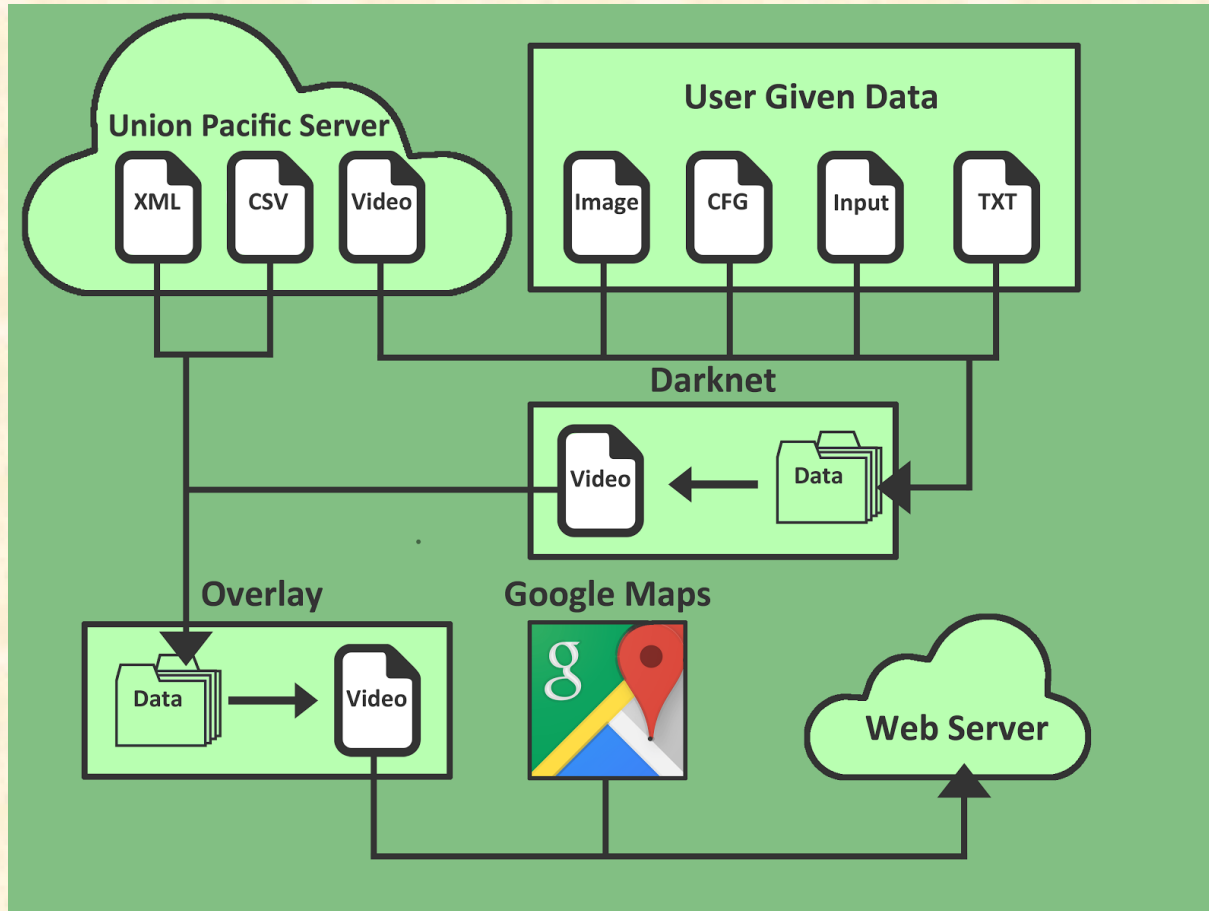 Union Pacific Server
XML
CSV
Video
User Given Data
Image
CFG
Input
TXT
Darknet
Video
Data
Overlay
Data
Video
Google Maps
g
Web Server